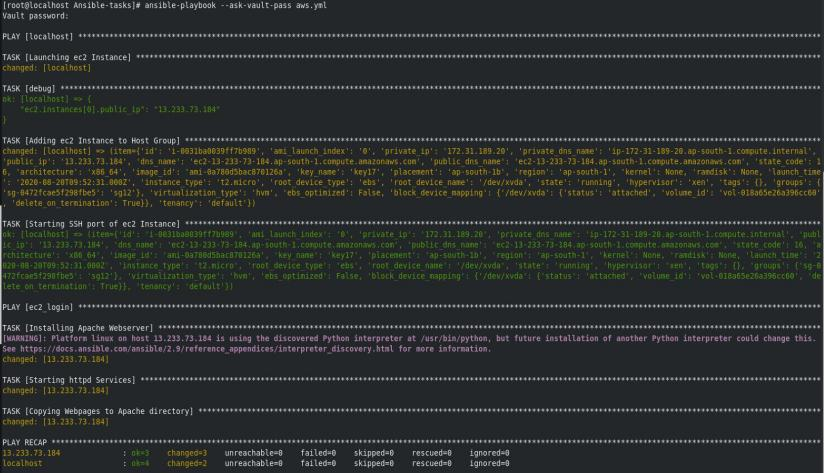 [root@localhost Ansible-tasks]# ansible-playbook --ask-vault-pass aws.yml
Vault password:
PLAY [localhost] ****************************************************************************************************
TASK [Launching ec2 Instance] ****************************************************************************************************
changed: [localhost]
TASK [debug] ****************************************************************************************************
ok: [localhost] => {
    "ec2.instances[0].public_ip": "13.233.73.184"
}
TASK [Adding ec2 Instance to Host Group] ****************************************************************************************************
changed: [localhost] => (item={'id': 'i-0031ba0039ff7b989', 'ami_launch_index': '0', 'private_ip': '172.31.189.20', 'private_dns_name': 'ip-172-31-189-20.ap-south-1.compute.internal',
'public_ip': '13.233.73.184', 'dns_name': 'ec2-13-233-73-184.ap-south-1.compute.amazonaws.com', 'public_dns_name': 'ec2-13-233-73-184.ap-south-1.compute.amazonaws.com', 'state_code': 1
6, 'architecture': 'x86_64', 'image_id': 'ami-0a780d5bac870126a', 'key_name': 'key17', 'placement': 'ap-south-1b', 'region': 'ap-south-1', 'kernel': None, 'ramdisk': None, 'launch_time
': '2020-08-20T09:52:31.000Z', 'instance_type': 't2.micro', 'root_device_type': 'ebs', 'root_device_name': '/dev/xvda', 'state': 'running', 'hypervisor': 'xen', 'tags': {}, 'groups': {
'sg-0472fcae5f298fbe5': 'sg12'}, 'virtualization_type': 'hvm', 'ebs_optimized': False, 'block_device_mapping': {'/dev/xvda': {'status': 'attached', 'volume_id': 'vol-018a65e26a396cc60'
, 'delete_on_termination': True}}, 'tenancy': 'default'})
TASK [Starting SSH port of ec2 Instance] ****************************************************************************************************
ok: [localhost] => (item={'id': 'i-0031ba0039ff7b989', 'ami_launch_index': '0', 'private_ip': '172.31.189.20', 'private_dns_name': 'ip-172-31-189-20.ap-south-1.compute.internal', 'publ
ic_ip': '13.233.73.184', 'dns_name': 'ec2-13-233-73-184.ap-south-1.compute.amazonaws.com', 'public_dns_name': 'ec2-13-233-73-184.ap-south-1.compute.amazonaws.com', 'state_code': 16, 'a
rchitecture': 'x86_64', 'image_id': 'ami-0a780d5bac870126a', 'key_name': 'key17', 'placement': 'ap-south-1b', 'region': 'ap-south-1', 'kernel': None, 'ramdisk': None, 'launch_time': '2
020-08-20T09:52:31.000Z', 'instance_type': 't2.micro', 'root_device_type': 'ebs', 'root_device_name': '/dev/xvda', 'state': 'running', 'hypervisor': 'xen', 'tags': {}, 'groups': {'sg-0
472fcae5f298fbe5': 'sg12'}, 'virtualization_type': 'hvm', 'ebs_optimized': False, 'block_device_mapping': {'/dev/xvda': {'status': 'attached', 'volume_id': 'vol-018a65e26a396cc60', 'de
lete_on_termination': True}}, 'tenancy': 'default'})
PLAY [ec2_login] ****************************************************************************************************
TASK [Installing Apache Webserver] ****************************************************************************************************
[WARNING]: Platform linux on host 13.233.73.184 is using the discovered Python interpreter at /usr/bin/python, but future installation of another Python interpreter could change this.
See https://docs.ansible.com/ansible/2.9/reference_appendices/interpreter_discovery.html for more information.
changed: [13.233.73.184]
TASK [Starting httpd Services] ****************************************************************************************************
changed: [13.233.73.184]
TASK [Copying Webpages to Apache directory] ****************************************************************************************************
changed: [13.233.73.184]
PLAY RECAP ****************************************************************************************************
13.233.73.184 : ok=3 changed=3 unreachable=0 failed=0 skipped=0 rescued=0 ignored=0
localhost : ok=4 changed=2 unreachable=0 failed=0 skipped=0 rescued=0 ignored=0